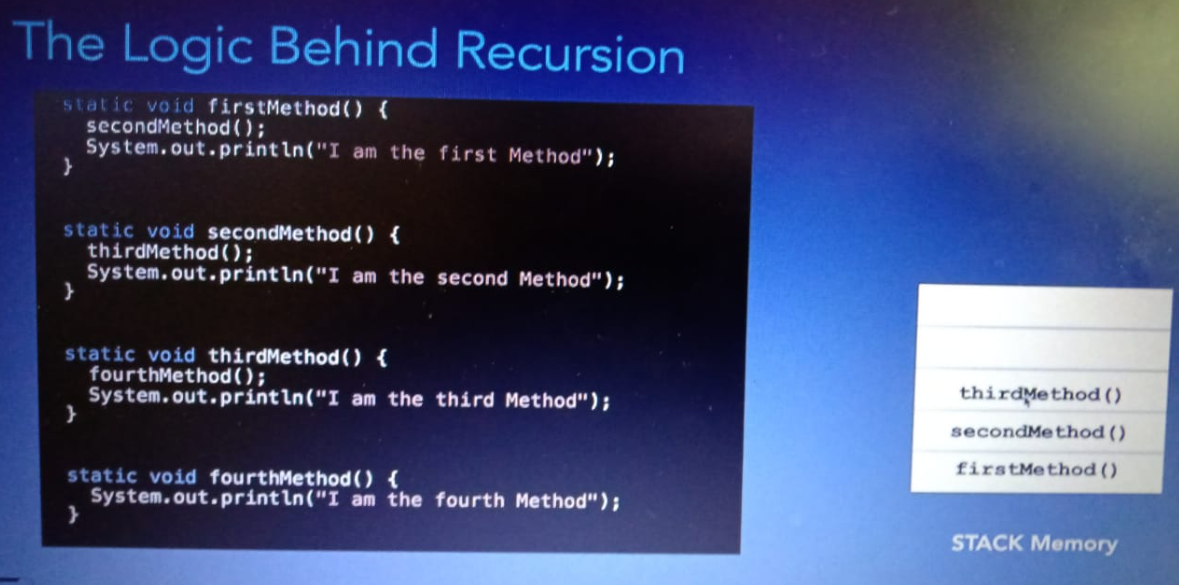 The Logic Behind Recursion
static void firstMethod() {
secondMethod();
System.out.println("I am the first Method");
}
static void secondMethod() {
thirdMethod();
System.out.println("I am the second Method");
}
static void thirdMethod() {
fourthMethod();
System.out.println("I am the third Method");
}
static void fourthMethod() {
System.out.println("I am the fourth Method");
}
thirdMethod()
secondMethod()
firstMethod()
STACK Memory